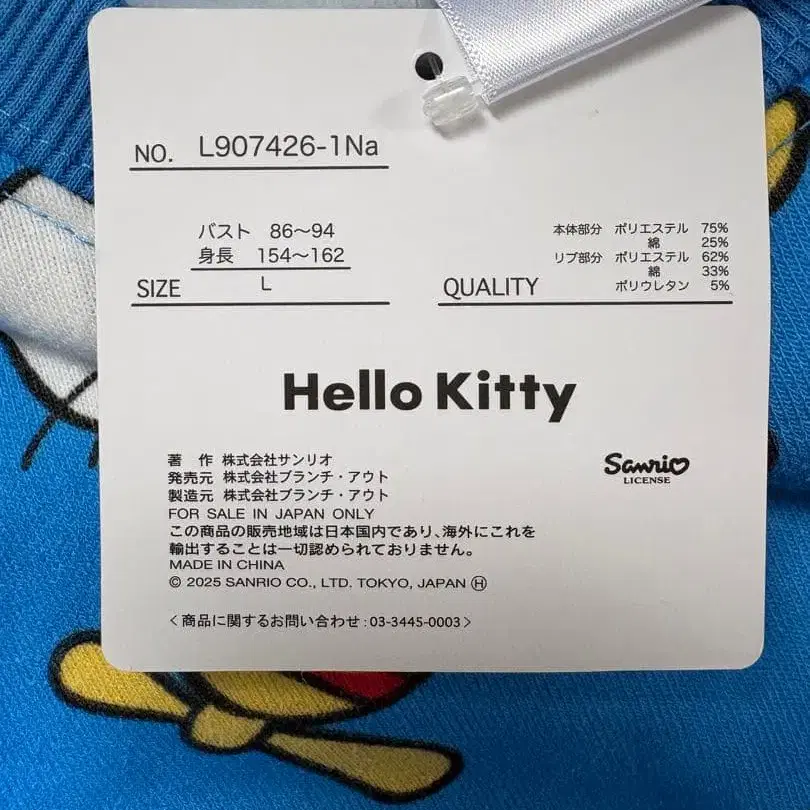 NO. L907426-1Na
バスト 86〜94
身長 154〜162
SIZE L
本体部分 ポリエステル 75%
綿 25%
リブ部分 ポリエステル 62%
綿 33%
ポリウレタン 5%
QUALITY
Hello Kitty
著 作 株式会社サンリオ
発売元 株式会社ブランチ・アウト
製造元 株式会社ブランチ・アウト
FOR SALE IN JAPAN ONLY
この商品の販売地域は日本国内であり、海外にこれを
輸出することは一切認められておりません。
MADE IN CHINA
© 2025 SANRIO CO., LTD. TOKYO, JAPAN Ⓗ
Sanrio
LICENSE
〈商品に関するお問い合わせ:03-3445-0003〉